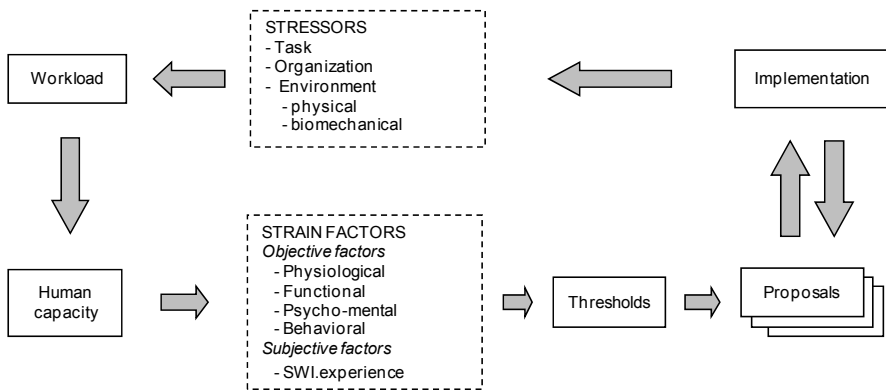 STRESSORS
- Task
- Organization
- Environment
- physical
- biomechanical
Workload
Implementation
Human
capacity
STRAIN FACTORS
Objective factors
- Physiological
- Functional
- Psycho-mental
- Behavioral
Subjective factors
- SWI.experience
Thresholds
Proposals